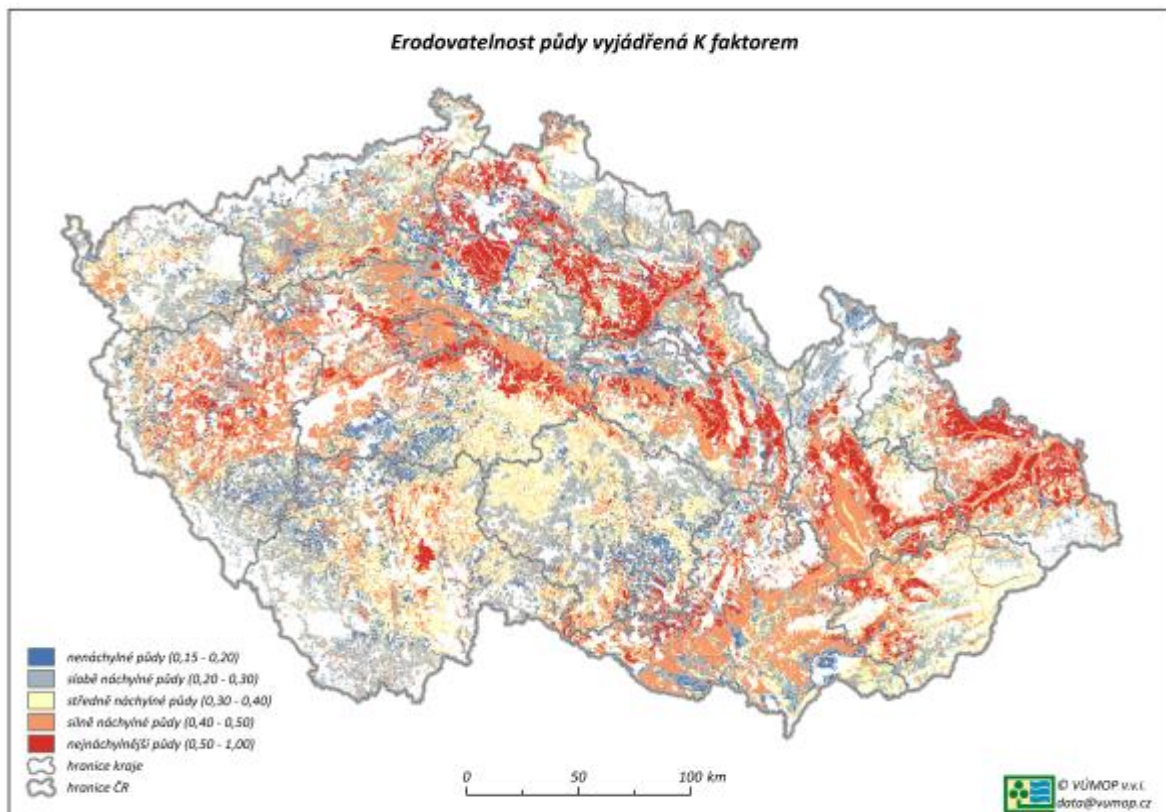 Erodovatelnost půdy vyjádřená K faktorem
nenáchylné půdy (0,15 - 0,20)
slabě náchylné půdy (0,20 - 0,30)
středně náchylné půdy (0,30 - 0,40)
silně náchylné půdy (0,40 - 0,50)
nejnáchylnější půdy (0,50 - 1,00)
hranice kraje
hranice ČR
0 50 100 km
© VÚMOP v.v.i.
data@vumop.cz